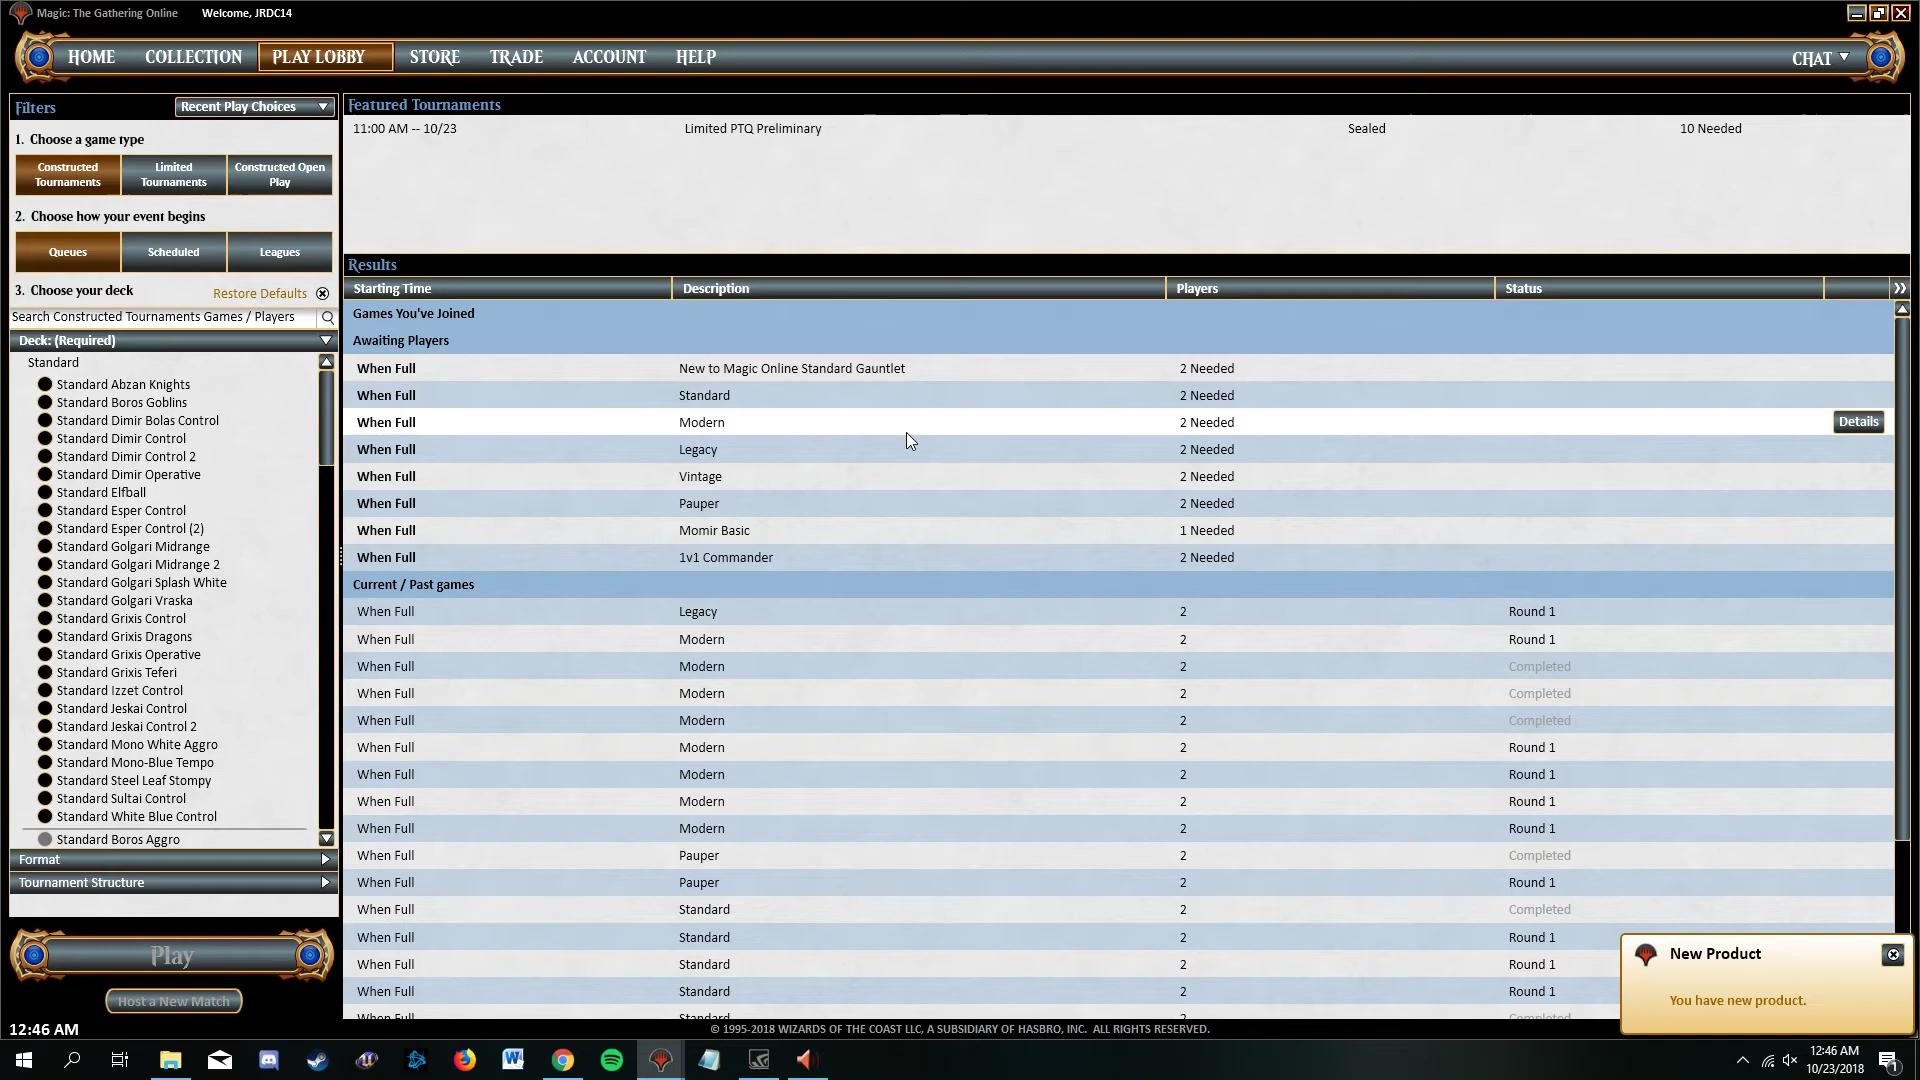 Magic: The Gathering Online Welcome, JRDC14
HOME COLLECTION PLAY LOBBY STORE TRADE ACCOUNT HELP CHAT
Filters Recent Play Choices
1. Choose a game type
Constructed Tournaments
Limited Tournaments
Constructed Open Play
2. Choose how your event begins
Queues Scheduled Leagues
3. Choose your deck Restore Defaults
Search Constructed Tournaments Games / Players
Deck: (Required)
Standard
Standard Abzan Knights
Standard Boros Goblins
Standard Dimir Bolas Control
Standard Dimir Control
Standard Dimir Control 2
Standard Dimir Operative
Standard Elfball
Standard Esper Control
Standard Esper Control (2)
Standard Golgari Midrange
Standard Golgari Midrange 2
Standard Golgari Splash White
Standard Golgari Vraska
Standard Grixis Control
Standard Grixis Dragons
Standard Grixis Operative
Standard Grixis Teferi
Standard Izzet Control
Standard Jeskai Control
Standard Jeskai Control 2
Standard Mono White Aggro
Standard Mono-Blue Tempo
Standard Steel Leaf Stompy
Standard Sultai Control
Standard White Blue Control
Standard Boros Aggro
Format
Tournament Structure
Play
Host a New Match
12:46 AM
Featured Tournaments
11:00 AM -- 10/23 Limited PTQ Preliminary Sealed 10 Needed
Results
Starting Time Description Players Status
Games You've Joined
Awaiting Players
When Full New to Magic Online Standard Gauntlet 2 Needed
When Full Standard 2 Needed
When Full Modern 2 Needed Details
When Full Legacy 2 Needed
When Full Vintage 2 Needed
When Full Pauper 2 Needed
When Full Momir Basic 1 Needed
When Full 1v1 Commander 2 Needed
Current / Past games
When Full Legacy 2 Round 1
When Full Modern 2 Round 1
When Full Modern 2 Completed
When Full Modern 2 Completed
When Full Modern 2 Completed
When Full Modern 2 Round 1
When Full Modern 2 Round 1
When Full Modern 2 Round 1
When Full Modern 2 Round 1
When Full Pauper 2 Completed
When Full Pauper 2 Round 1
When Full Standard 2 Completed
When Full Standard 2 Round 1
When Full Standard 2 Round 1
When Full Standard 2 Round 1
When Full Standard 2 Completed
New Product
You have new product.
© 1995-2018 WIZARDS OF THE COAST LLC, A SUBSIDIARY OF HASBRO, INC. ALL RIGHTS RESERVED.
12:46 AM
10/23/2018
1